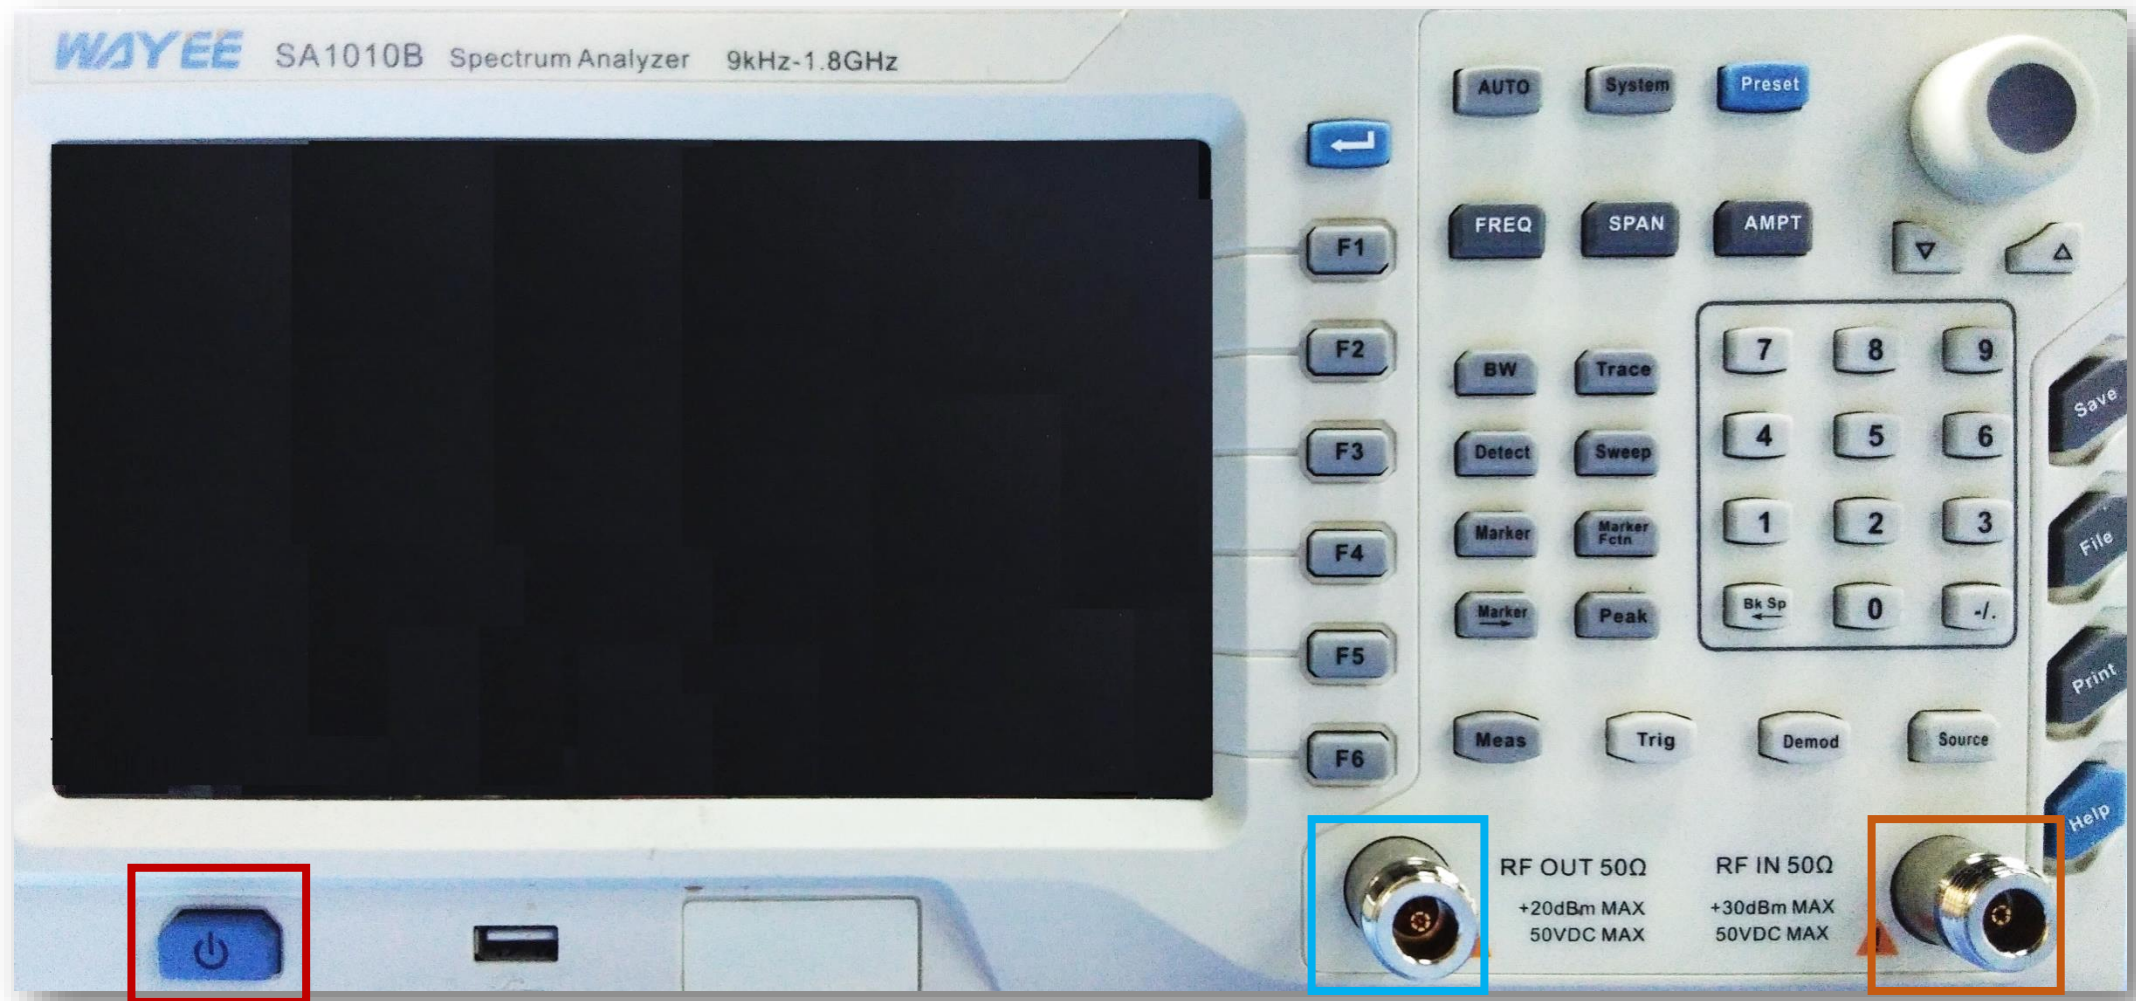 WAYEE SA1010B Spectrum Analyzer 9kHz-1.8GHz
AUTO System Preset
FREQ SPAN AMPT
F1
F2
F3
F4
F5
F6
BW Trace
Detect Sweep
Marker Marker Fctn
Marker Peak
7 8 9
4 5 6
1 2 3
Bk Sp 0 -/.
Meas Trig Demod Source
Save
File
Print
Help
RF OUT 50Ω
+20dBm MAX
50VDC MAX
RF IN 50Ω
+30dBm MAX
50VDC MAX